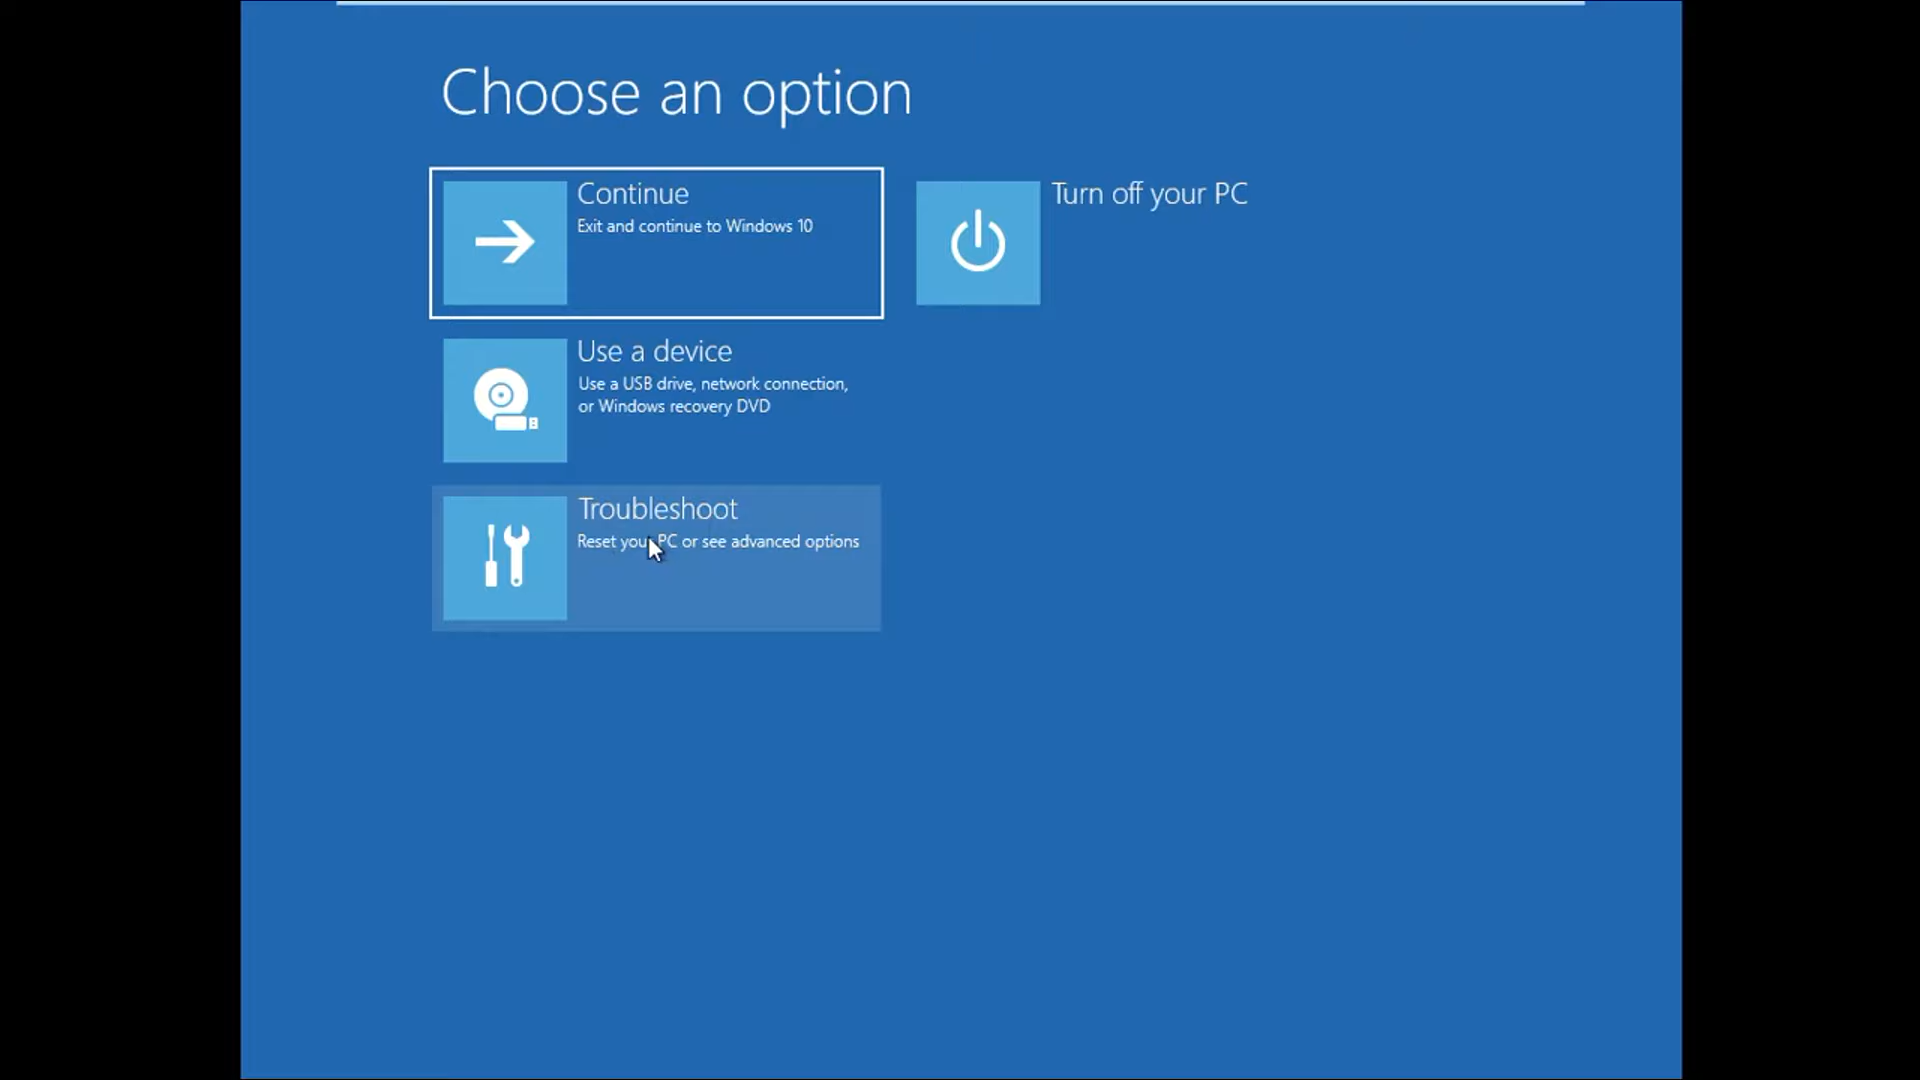 Choose an option
Continue
Exit and continue to Windows 10
Turn off your PC
Use a device
Use a USB drive, network connection,
or Windows recovery DVD
Troubleshoot
Reset your PC or see advanced options